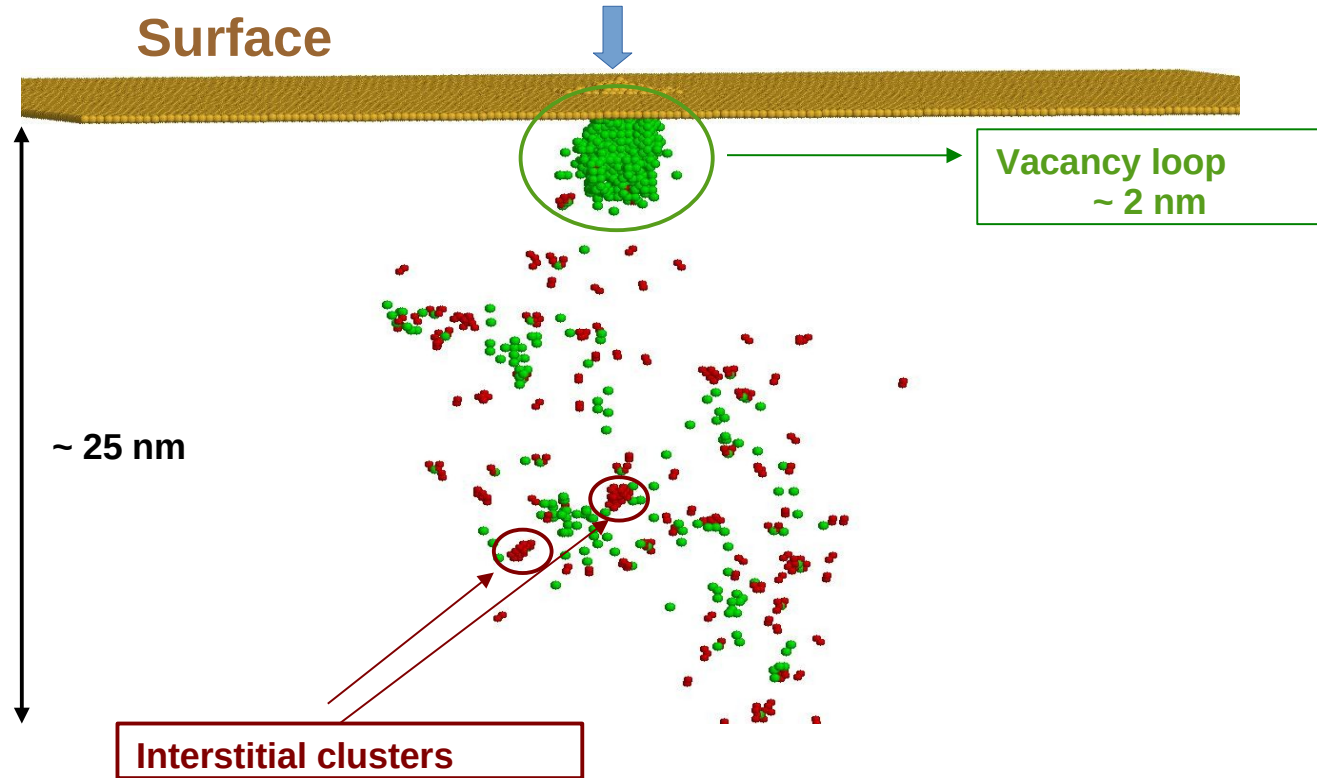 Surface
Vacancy loop
~ 2 nm
~ 25 nm
Interstitial clusters